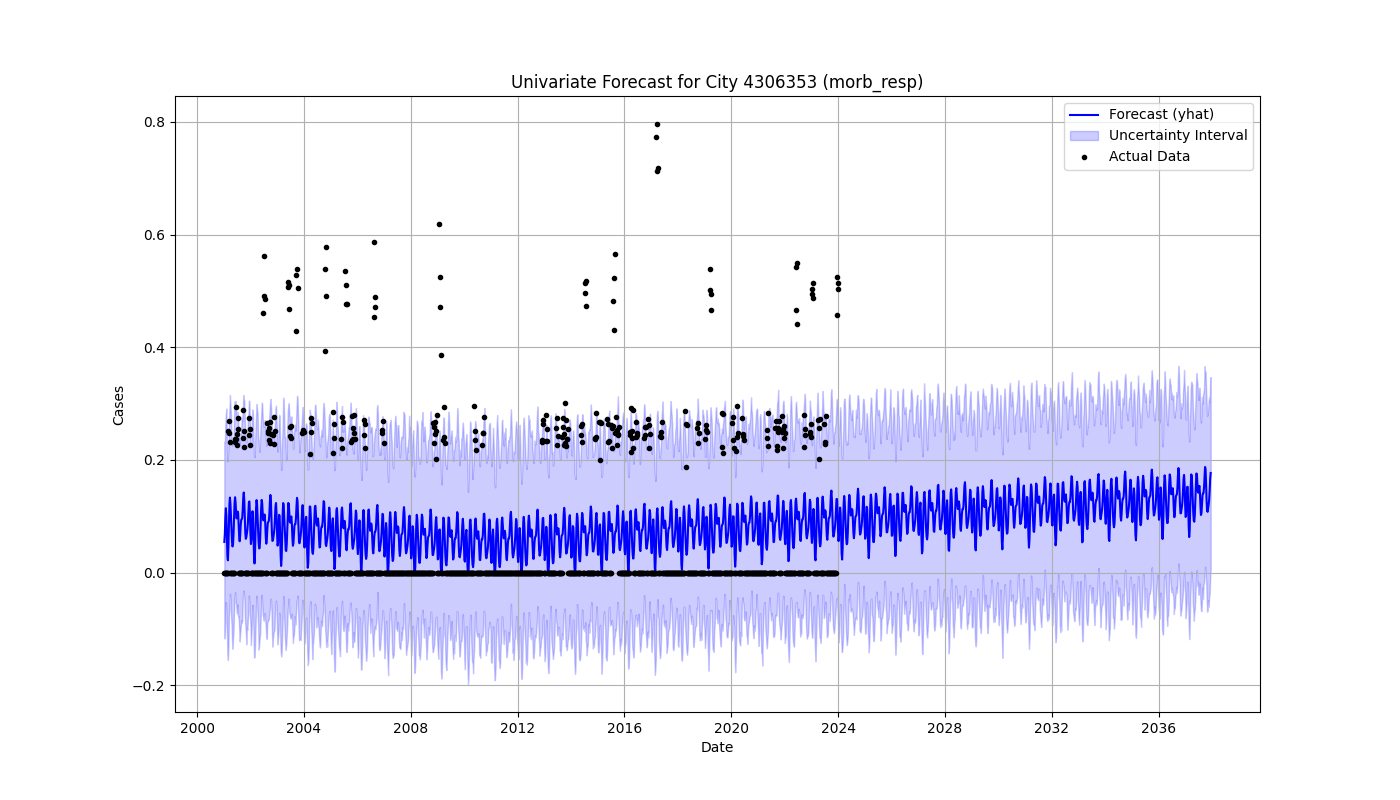 Univariate Forecast for City 4306353 (morb_resp)
Forecast (yhat)
Uncertainty Interval
Actual Data
Cases
0.8
0.6
0.4
0.2
0.0
−0.2
2000 2004 2008 2012 2016 2020 2024 2028 2032 2036
Date